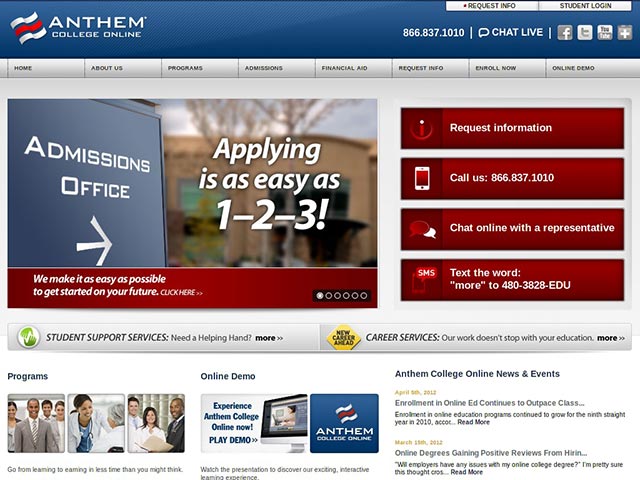 REQUEST INFO
STUDENT LOGIN
ANTHEM®
COLLEGE ONLINE
866.837.1010 | CHAT LIVE |
f
t
You Tube
HOME
ABOUT US
PROGRAMS
ADMISSIONS
FINANCIAL AID
REQUEST INFO
ENROLL NOW
ONLINE DEMO
ADMISSIONS
OFFICE
Applying
is as easy as
1–2–3!
We make it as easy as possible
to get started on your future. CLICK HERE >>
Request information
Call us: 866.837.1010
Chat online with a representative
SMS
Text the word:
"more" to 480-3828-EDU
STUDENT SUPPORT SERVICES: Need a Helping Hand? more >>
NEW CAREER AHEAD
CAREER SERVICES: Our work doesn't stop with your education. more >>
Programs
Go from learning to earning in less time than you might think.
Online Demo
Experience
Anthem College
Online now!
PLAY DEMO >>
ANTHEM
COLLEGE ONLINE
Watch the presentation to discover our exciting, interactive
learning experience.
Anthem College Online News & Events
April 5th, 2012
Enrollment in Online Ed Continues to Outpace Class...
Enrollment in online education programs continued to grow for the ninth straight
year in 2010, accor... Read More
March 15th, 2012
Online Degrees Gaining Positive Reviews From Hirin...
"Will employers have any issues with my online college degree?" I'm pretty sure
this thought cros... Read More